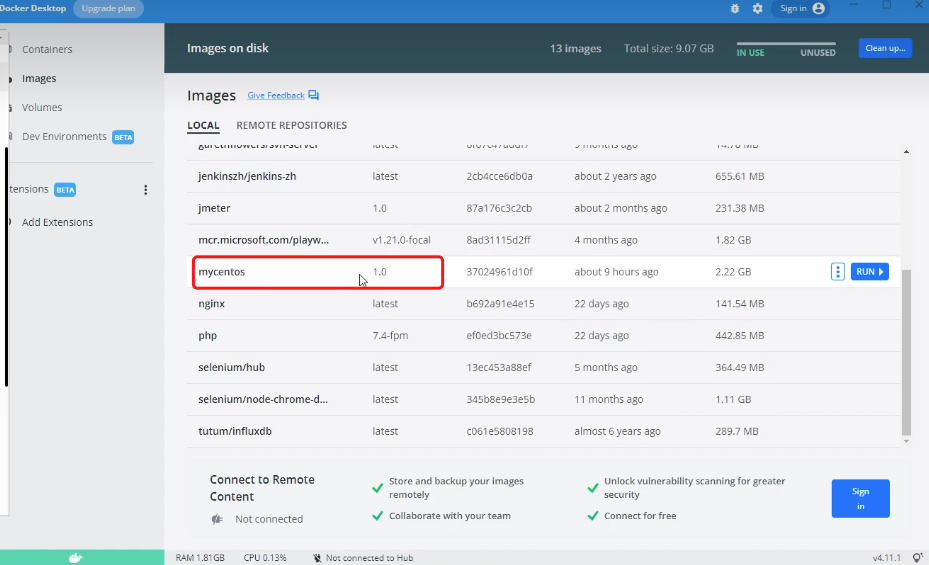 Docker Desktop Upgrade plan Sign in
Containers
Images
Volumes
Dev Environments BETA
tensions BETA
Add Extensions
Images on disk 13 images Total size: 9.07 GB IN USE UNUSED Clean up...
Images Give Feedback
LOCAL REMOTE REPOSITORIES
jenkinszh/jenkins-zh latest 2cb4cce6db0a about 2 years ago 655.61 MB
jmeter 1.0 87a176c3c2cb about 2 months ago 231.38 MB
mcr.microsoft.com/playw... v1.21.0-focal 8ad31115d2ff 4 months ago 1.82 GB
mycentos 1.0 37024961d10f about 9 hours ago 2.22 GB RUN
nginx latest b692a91e4e15 22 days ago 141.54 MB
php 7.4-fpm ef0ed3bc573e 22 days ago 442.85 MB
selenium/hub latest 13ec453a88ef 5 months ago 364.49 MB
selenium/node-chrome-d... latest 345b8e9e3e5b 11 months ago 1.11 GB
tutum/influxdb latest c061e5808198 almost 6 years ago 289.7 MB
Connect to Remote
Content
Not connected
Store and backup your images
remotely
Collaborate with your team
Unlock vulnerability scanning for greater
security
Connect for free
Sign
in
RAM 1.81GB CPU 0.13% Not connected to Hub v4.11.1